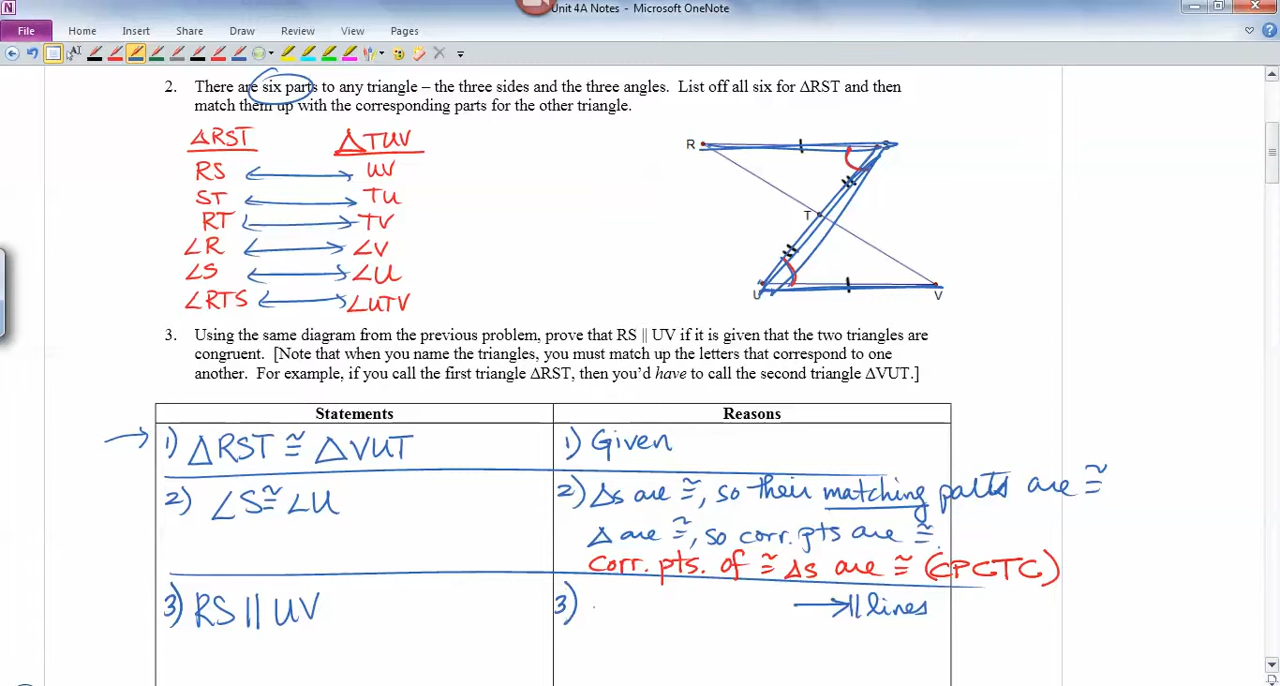 Unit 4A Notes - Microsoft OneNote
File Home Insert Share Draw Review View Pages
2. There are six parts to any triangle – the three sides and the three angles. List off all six for ΔRST and then
match them up with the corresponding parts for the other triangle.
ΔRST ΔTUV
RS UV
ST TU
RT TV
∠R ∠V
∠S ∠U
∠RTS ∠UTV
R S
T
U V
3. Using the same diagram from the previous problem, prove that RS || UV if it is given that the two triangles are
congruent. [Note that when you name the triangles, you must match up the letters that correspond to one
another. For example, if you call the first triangle ΔRST, then you'd have to call the second triangle ΔVUT.]
Statements Reasons
1) ΔRST ≅ ΔVUT 1) Given
2) ∠S ≅ ∠U 2) Δs are ≅, so their matching parts are ≅
Δ are ≅, so corr. pts are ≅.
corr. pts. of ≅ Δs are ≅ (CPCTC)
3) RS || UV 3) → || lines